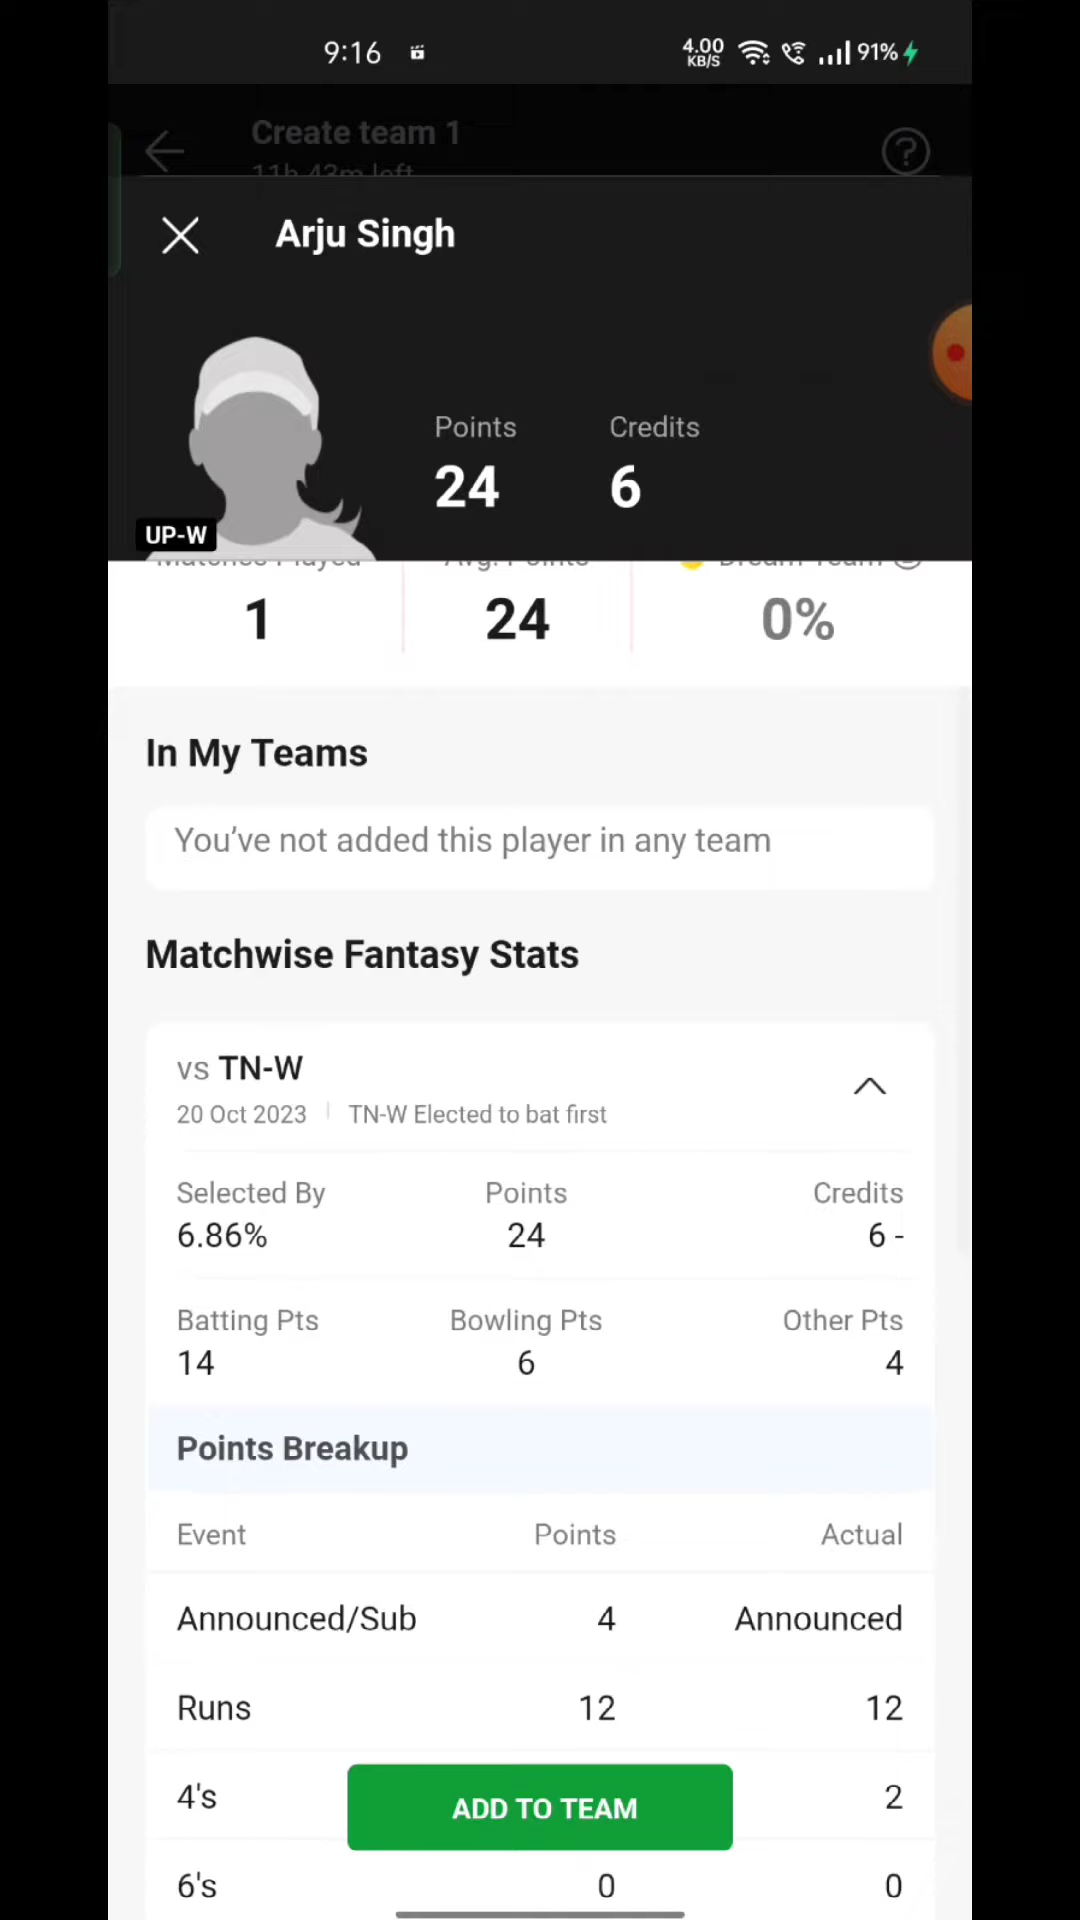 9:16
4.00 KB/S
91%
Create team 1
11h 43m left
Arju Singh
Points Credits
24 6
UP-W
Matches Played Avg. Points Dream Team
1 24 0%
In My Teams
You’ve not added this player in any team
Matchwise Fantasy Stats
vs TN-W
20 Oct 2023 TN-W Elected to bat first
Selected By Points Credits
6.86% 24 6 -
Batting Pts Bowling Pts Other Pts
14 6 4
Points Breakup
Event Points Actual
Announced/Sub 4 Announced
Runs 12 12
4's 2
ADD TO TEAM
6's 0 0